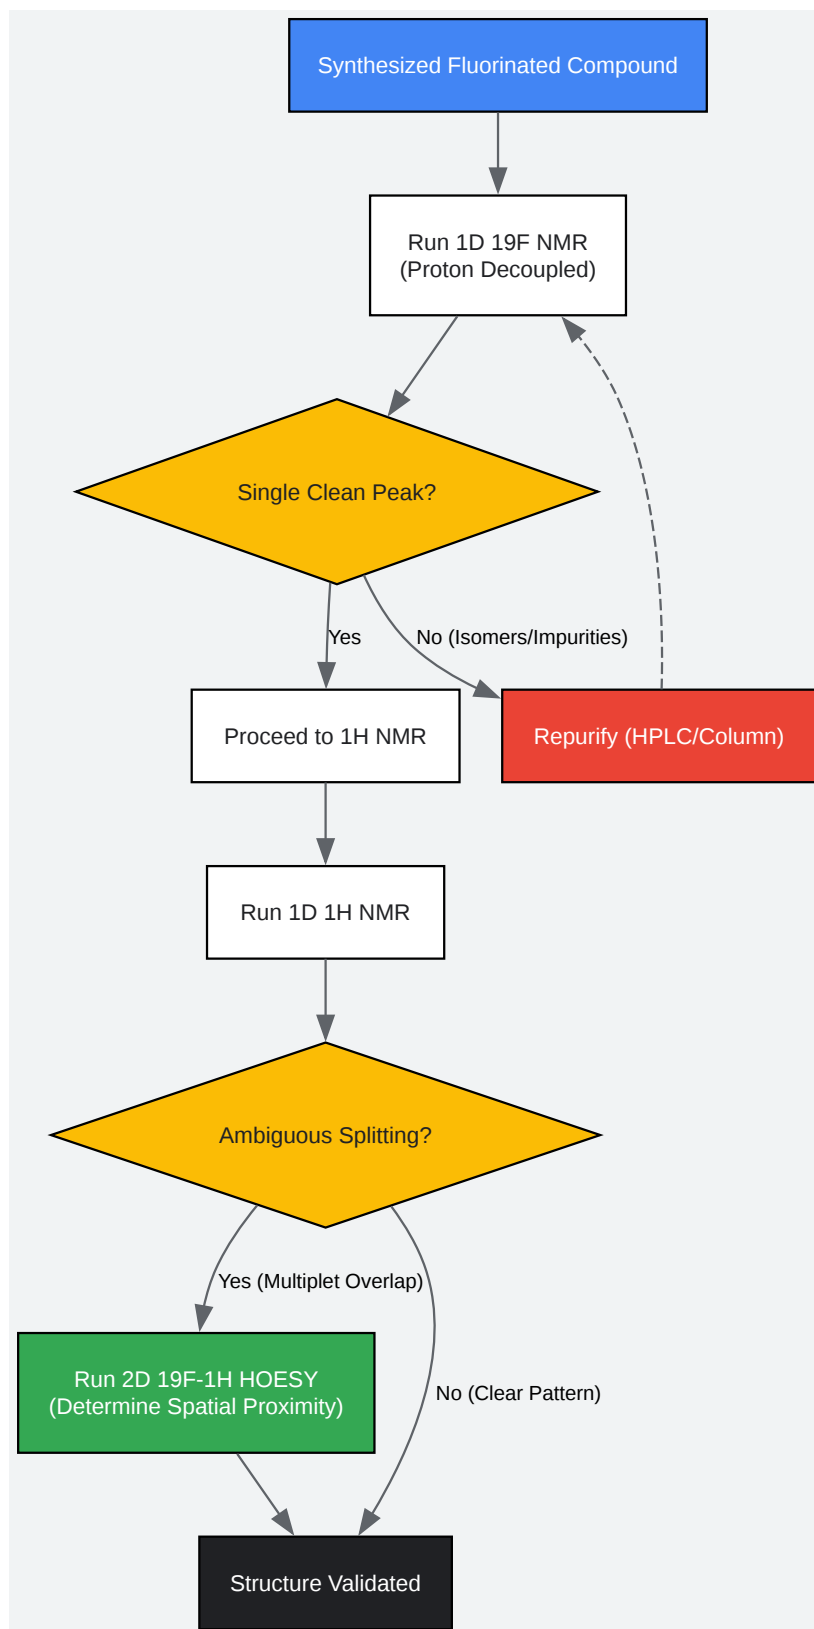 Synthesized Fluorinated Compound
Run 1D 19F NMR
(Proton Decoupled)
Single Clean Peak?
Yes
No (Isomers/Impurities)
Proceed to 1H NMR
Repurify (HPLC/Column)
Run 1D 1H NMR
Ambiguous Splitting?
Yes (Multiplet Overlap)
Run 2D 19F-1H HOESY
(Determine Spatial Proximity)
No (Clear Pattern)
Structure Validated